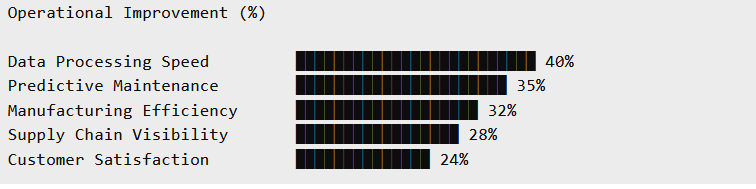 Operational Improvement (%)
Data Processing Speed 40%
Predictive Maintenance 35%
Manufacturing Efficiency 32%
Supply Chain Visibility 28%
Customer Satisfaction 24%